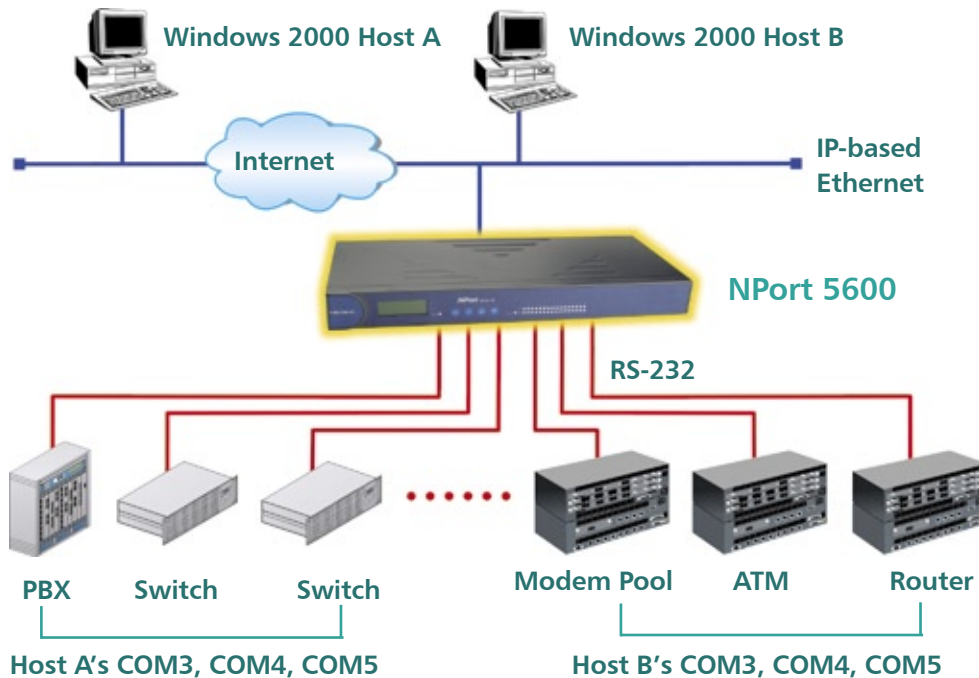 Windows 2000 Host A
Windows 2000 Host B
Internet
IP-based
Ethernet
NPort 5600
RS-232
PBX
Switch
Switch
Modem Pool
ATM
Router
Host A's COM3, COM4, COM5
Host B's COM3, COM4, COM5